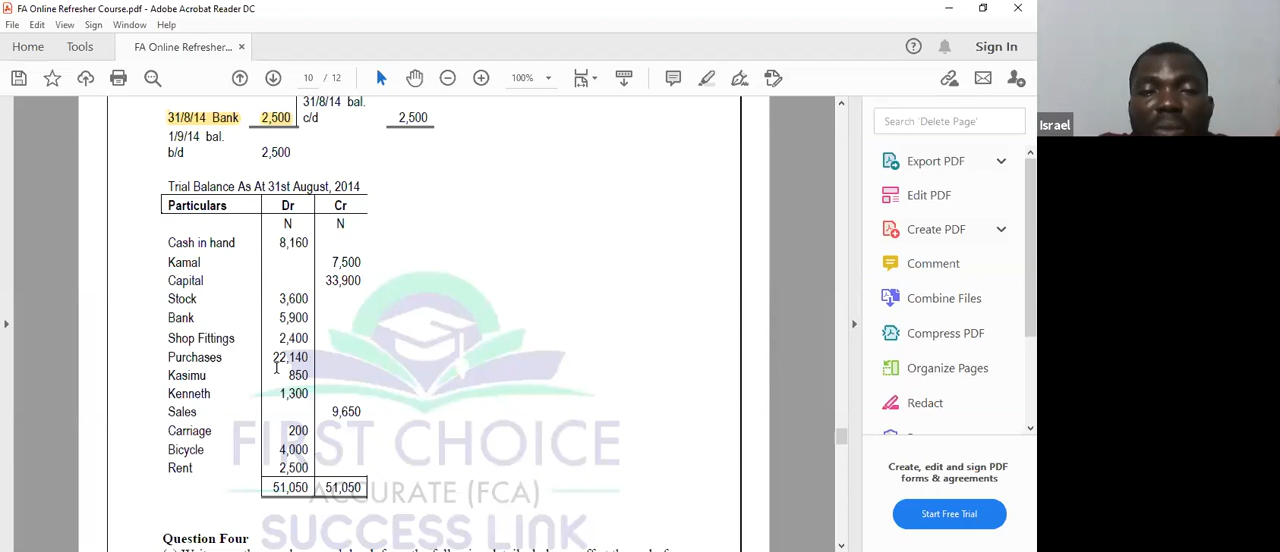 FA Online Refresher Course.pdf - Adobe Acrobat Reader DC
File Edit View Sign Window Help
Home Tools FA Online Refresher... × Sign In
10 / 12 100%
31/8/14 bal.
31/8/14 Bank 2,500 c/d 2,500
1/9/14 bal.
b/d 2,500
Trial Balance As At 31st August, 2014
Particulars Dr Cr
N N
Cash in hand 8,160
Kamal 7,500
Capital 33,900
Stock 3,600
Bank 5,900
Shop Fittings 2,400
Purchases 22,140
Kasimu 850
Kenneth 1,300
Sales 9,650
Carriage 200
Bicycle 4,000
Rent 2,500
51,050 51,050
FIRST CHOICE
ACCURATE (FCA)
SUCCESS LINK
Question Four
Search 'Delete Page'
Export PDF
Edit PDF
Create PDF
Comment
Combine Files
Compress PDF
Organize Pages
Redact
Create, edit and sign PDF
forms & agreements
Start Free Trial
Israel